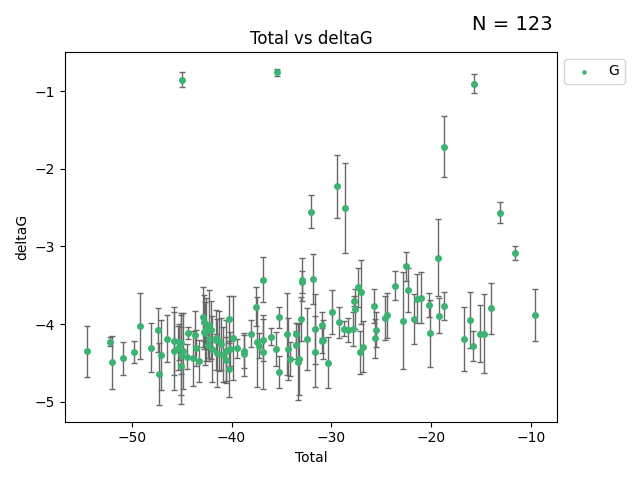 N = 123
Total vs deltaG
G
deltaG
−1
−2
−3
−4
−5
−50 −40 −30 −20 −10
Total